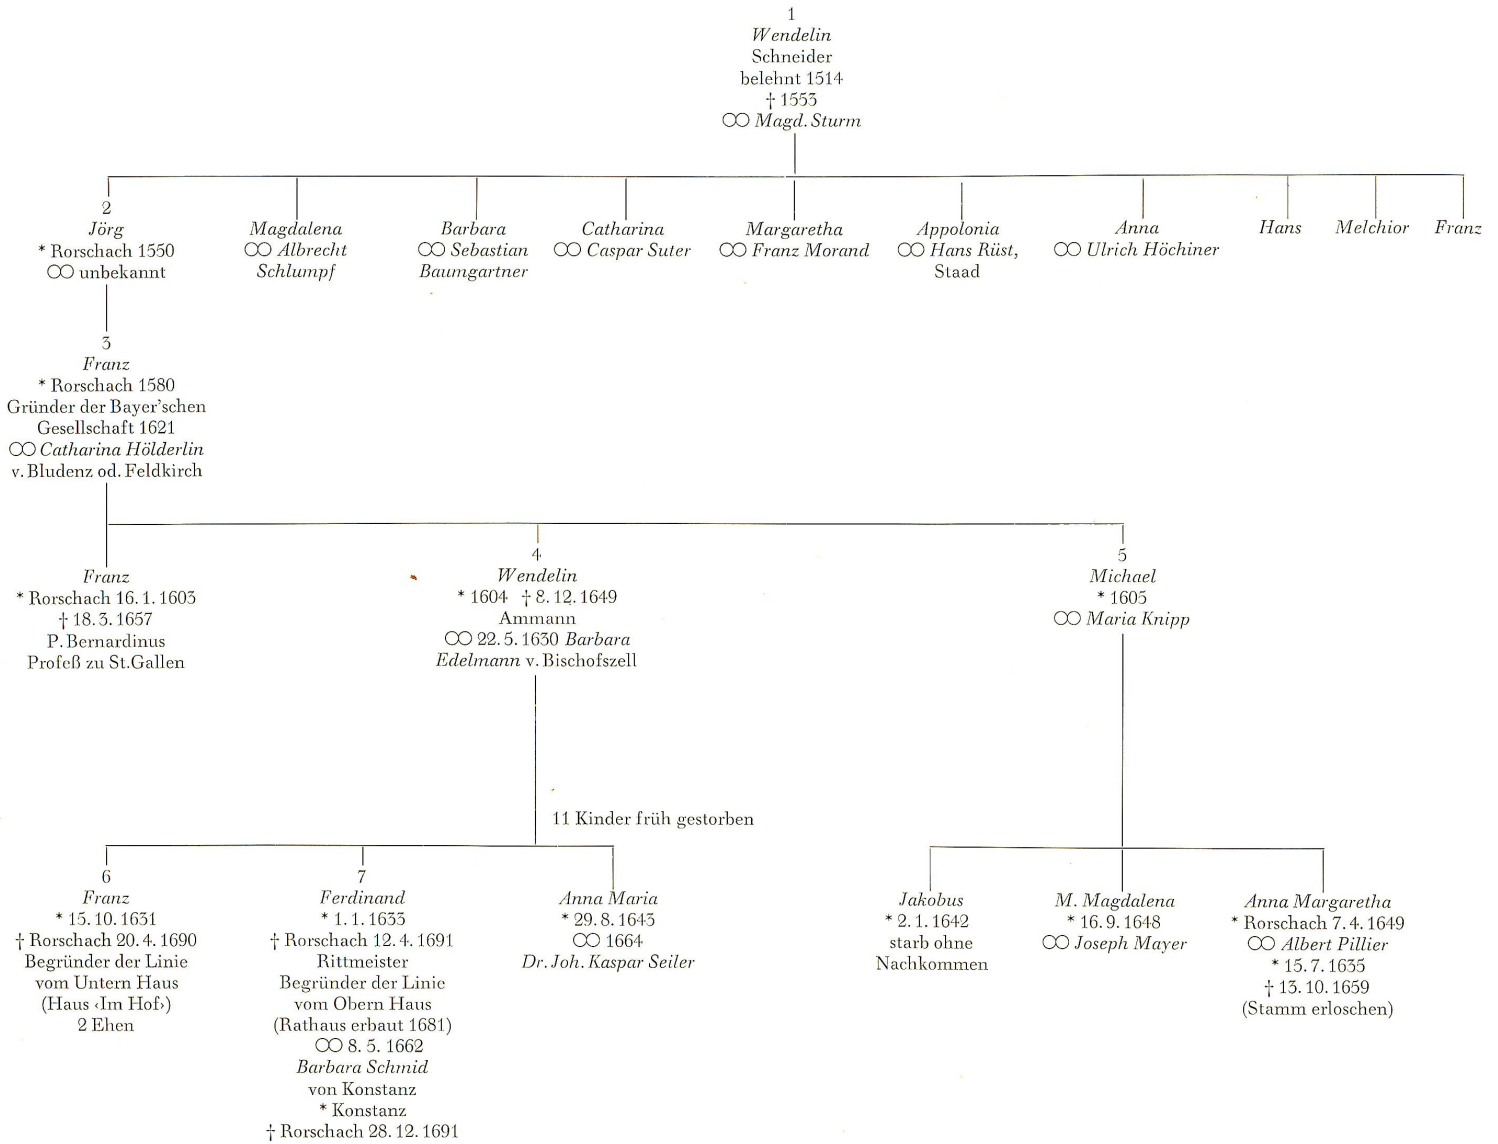 1
Wendelin
Schneider
belehnt 1514
† 1553
⚭ Magd. Sturm
2
Jörg
* Rorschach 1550
⚭ unbekannt
Magdalena
⚭ Albrecht
Schlumpf
Barbara
⚭ Sebastian
Baumgartner
Catharina
⚭ Caspar Suter
Margaretha
⚭ Franz Morand
Appolonia
⚭ Hans Rüst,
Staad
Anna
⚭ Ulrich Höchiner
Hans
Melchior
Franz
3
Franz
* Rorschach 1580
Gründer der Bayer’schen
Gesellschaft 1621
⚭ Catharina Hölderlin
v. Bludenz od. Feldkirch
Franz
* Rorschach 16. 1. 1603
† 18. 3. 1657
P. Bernardinus
Profeß zu St. Gallen
4
Wendelin
* 1604 † 8. 12. 1649
Ammann
⚭ 22. 5. 1630 Barbara
Edelmann v. Bischofszell
5
Michael
* 1605
⚭ Maria Knipp
11 Kinder früh gestorben
6
Franz
* 15. 10. 1631
† Rorschach 20. 4. 1690
Begründer der Linie
vom Untern Haus
(Haus ‹Im Hof›)
2 Ehen
7
Ferdinand
* 1. 1. 1633
† Rorschach 12. 4. 1691
Rittmeister
Begründer der Linie
vom Obern Haus
(Rathaus erbaut 1681)
⚭ 8. 5. 1662
Barbara Schmid
von Konstanz
* Konstanz
† Rorschach 28. 12. 1691
Anna Maria
* 29. 8. 1643
⚭ 1664
Dr. Joh. Kaspar Seiler
Jakobus
* 2. 1. 1642
starb ohne
Nachkommen
M. Magdalena
* 16. 9. 1648
⚭ Joseph Mayer
Anna Margaretha
* Rorschach 7. 4. 1649
⚭ Albert Pillier
* 15. 7. 1635
† 13. 10. 1659
(Stamm erloschen)